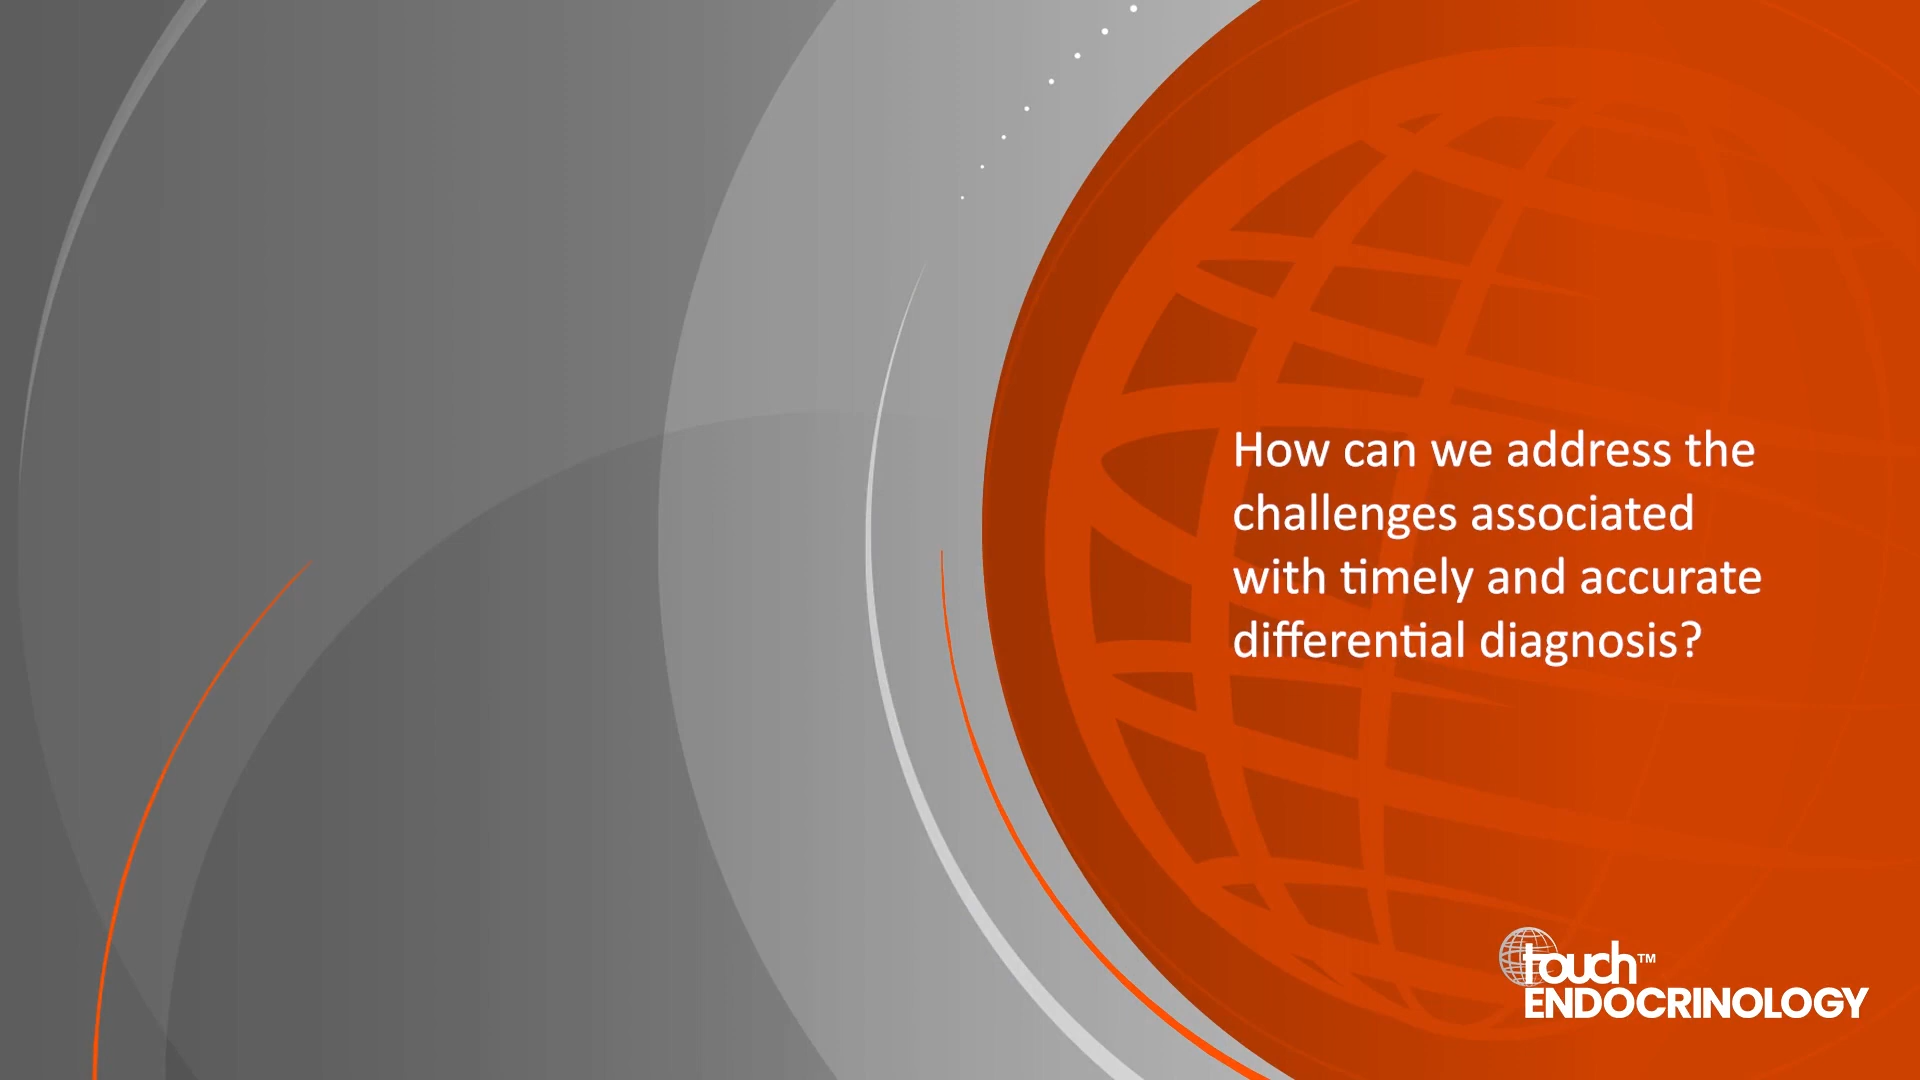 How can we address the
challenges associated
with timely and accurate
differential diagnosis?
touch™
ENDOCRINOLOGY